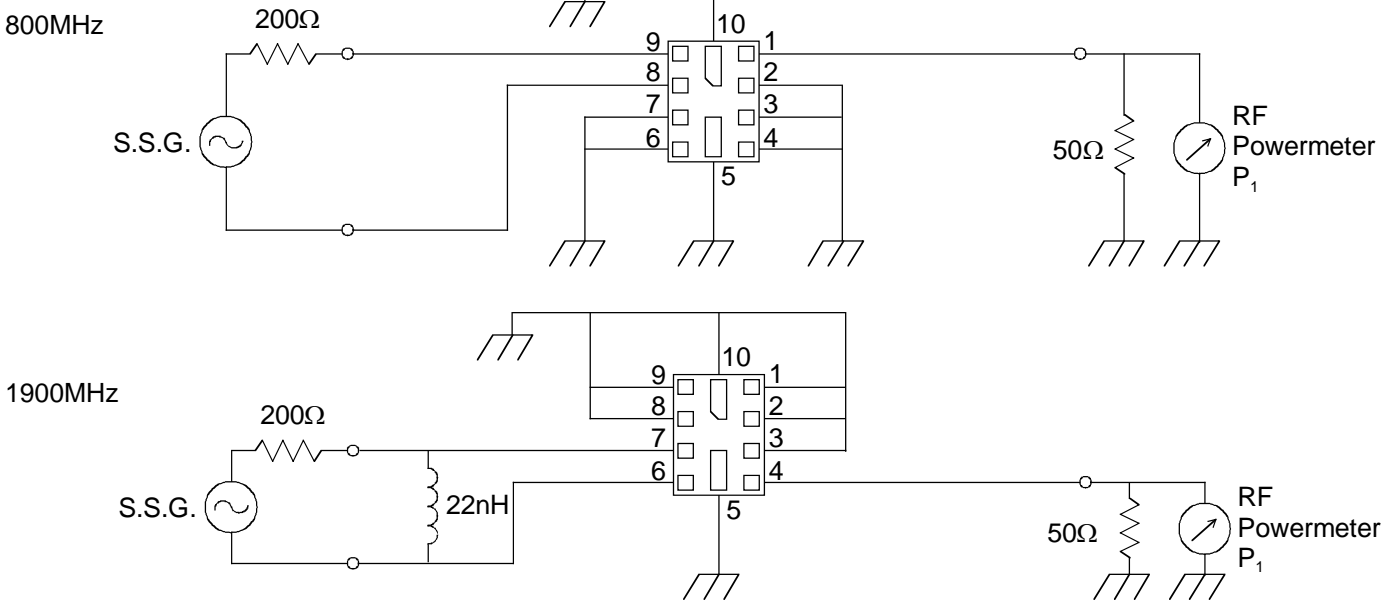 800MHz
200Ω
10
9
1
8
2
7
3
6
4
5
S.S.G.
50Ω
RF
Powermeter
P₁
1900MHz
200Ω
10
9
1
8
2
7
3
6
4
5
S.S.G.
22nH
50Ω
RF
Powermeter
P₁